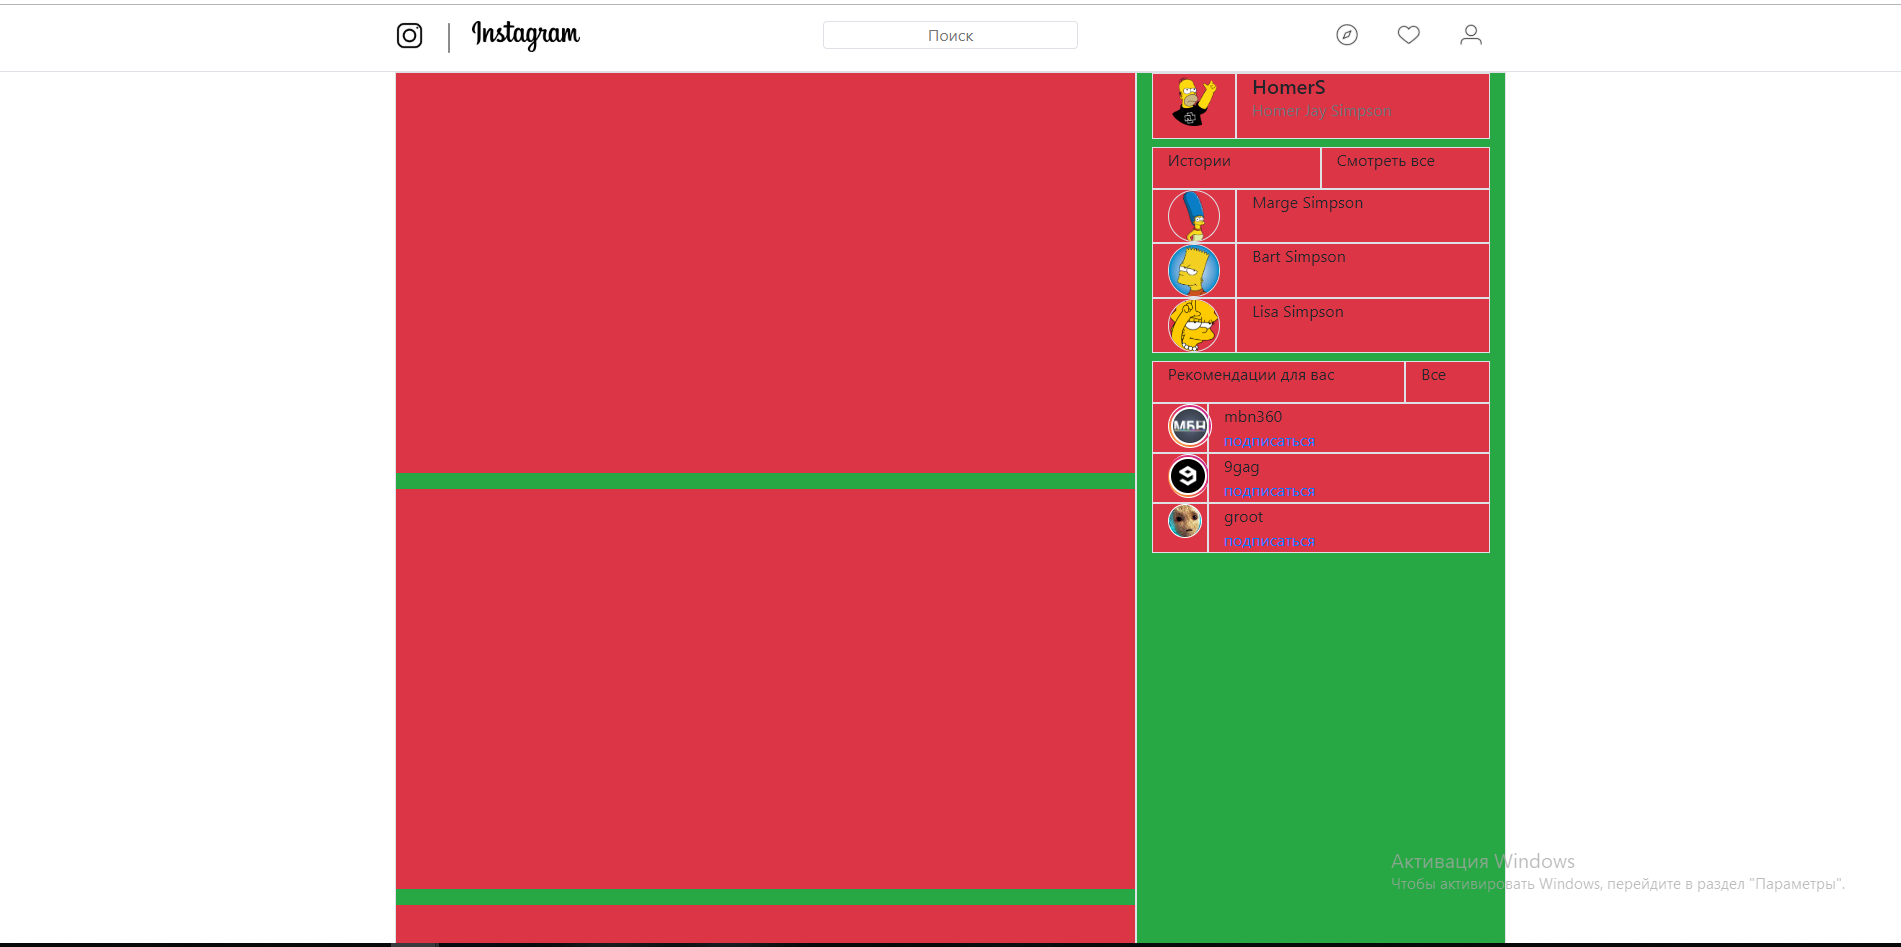 Instagram
Поиск
HomerS
Homer Jay Simpson
Истории
Смотреть все
Marge Simpson
Bart Simpson
Lisa Simpson
Рекомендации для вас
Все
МБН
mbn360
подписаться
9
9gag
подписаться
groot
подписаться
Активация Windows
Чтобы активировать Windows, перейдите в раздел "Параметры".